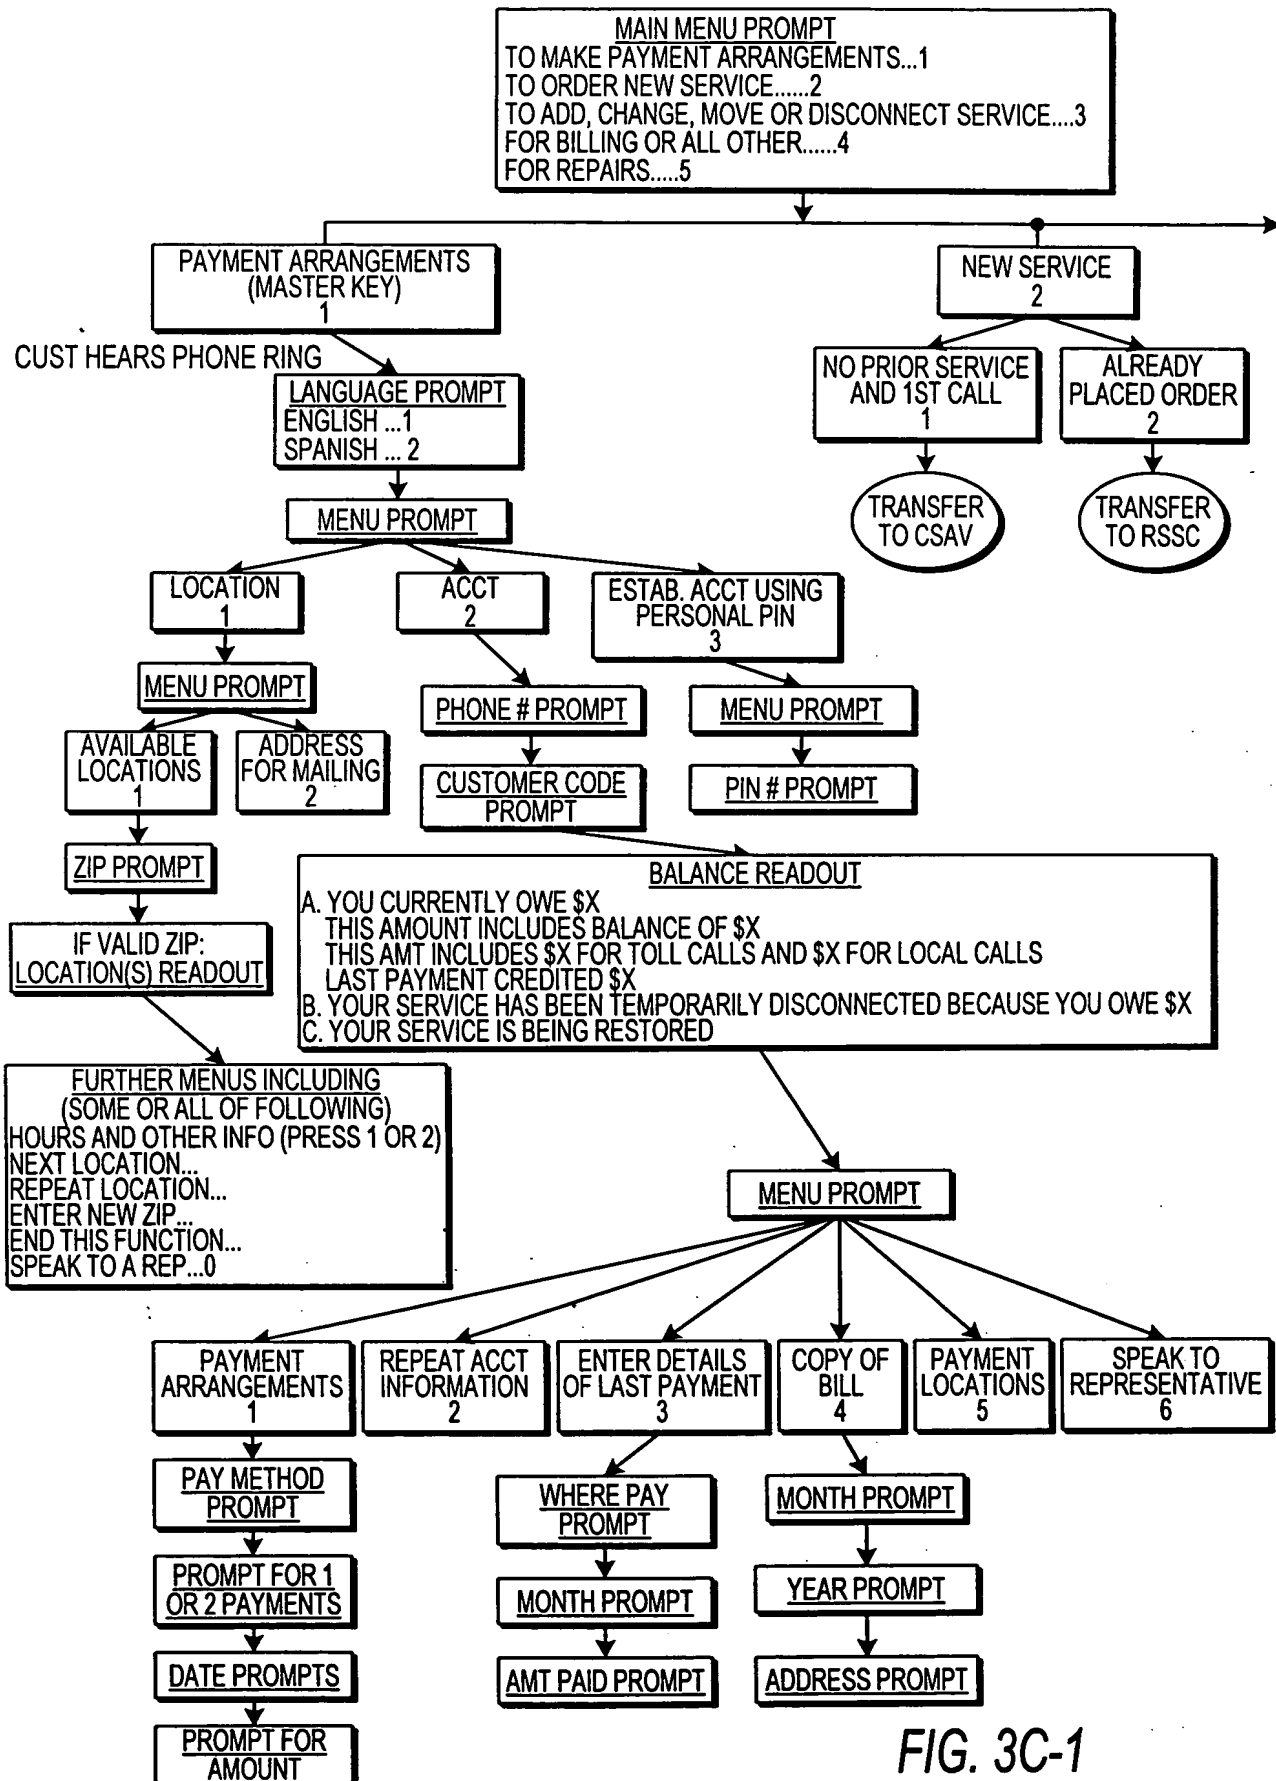 MAIN MENU PROMPT
TO MAKE PAYMENT ARRANGEMENTS...1
TO ORDER NEW SERVICE......2
TO ADD, CHANGE, MOVE OR DISCONNECT SERVICE....3
FOR BILLING OR ALL OTHER......4
FOR REPAIRS.....5
PAYMENT ARRANGEMENTS
(MASTER KEY)
1
NEW SERVICE
2
CUST HEARS PHONE RING
LANGUAGE PROMPT
ENGLISH ...1
SPANISH ... 2
NO PRIOR SERVICE
AND 1ST CALL
1
ALREADY
PLACED ORDER
2
TRANSFER
TO CSAV
TRANSFER
TO RSSC
MENU PROMPT
LOCATION
1
ACCT
2
ESTAB. ACCT USING
PERSONAL PIN
3
MENU PROMPT
PHONE # PROMPT
MENU PROMPT
AVAILABLE
LOCATIONS
1
ADDRESS
FOR MAILING
2
CUSTOMER CODE
PROMPT
PIN # PROMPT
ZIP PROMPT
IF VALID ZIP:
LOCATION(S) READOUT
BALANCE READOUT
A. YOU CURRENTLY OWE $X
THIS AMOUNT INCLUDES BALANCE OF $X
THIS AMT INCLUDES $X FOR TOLL CALLS AND $X FOR LOCAL CALLS
LAST PAYMENT CREDITED $X
B. YOUR SERVICE HAS BEEN TEMPORARILY DISCONNECTED BECAUSE YOU OWE $X
C. YOUR SERVICE IS BEING RESTORED
FURTHER MENUS INCLUDING
(SOME OR ALL OF FOLLOWING)
HOURS AND OTHER INFO (PRESS 1 OR 2)
NEXT LOCATION...
REPEAT LOCATION...
ENTER NEW ZIP...
END THIS FUNCTION...
SPEAK TO A REP...0
MENU PROMPT
PAYMENT
ARRANGEMENTS
1
REPEAT ACCT
INFORMATION
2
ENTER DETAILS
OF LAST PAYMENT
3
COPY OF
BILL
4
PAYMENT
LOCATIONS
5
SPEAK TO
REPRESENTATIVE
6
PAY METHOD
PROMPT
PROMPT FOR 1
OR 2 PAYMENTS
DATE PROMPTS
PROMPT FOR
AMOUNT
WHERE PAY
PROMPT
MONTH PROMPT
AMT PAID PROMPT
MONTH PROMPT
YEAR PROMPT
ADDRESS PROMPT
FIG. 3C-1